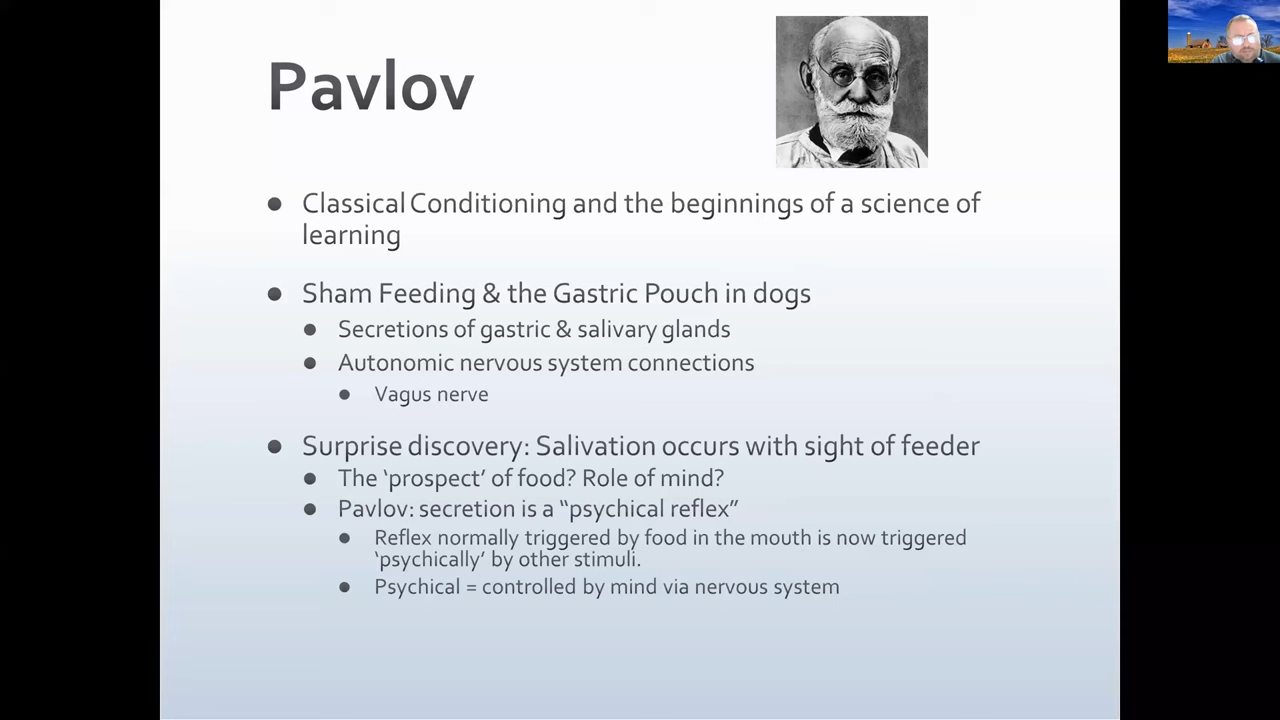 Pavlov
● Classical Conditioning and the beginnings of a science of
learning
● Sham Feeding & the Gastric Pouch in dogs
● Secretions of gastric & salivary glands
● Autonomic nervous system connections
● Vagus nerve
● Surprise discovery: Salivation occurs with sight of feeder
● The ‘prospect’ of food? Role of mind?
● Pavlov: secretion is a “psychical reflex”
● Reflex normally triggered by food in the mouth is now triggered
‘psychically’ by other stimuli.
● Psychical = controlled by mind via nervous system